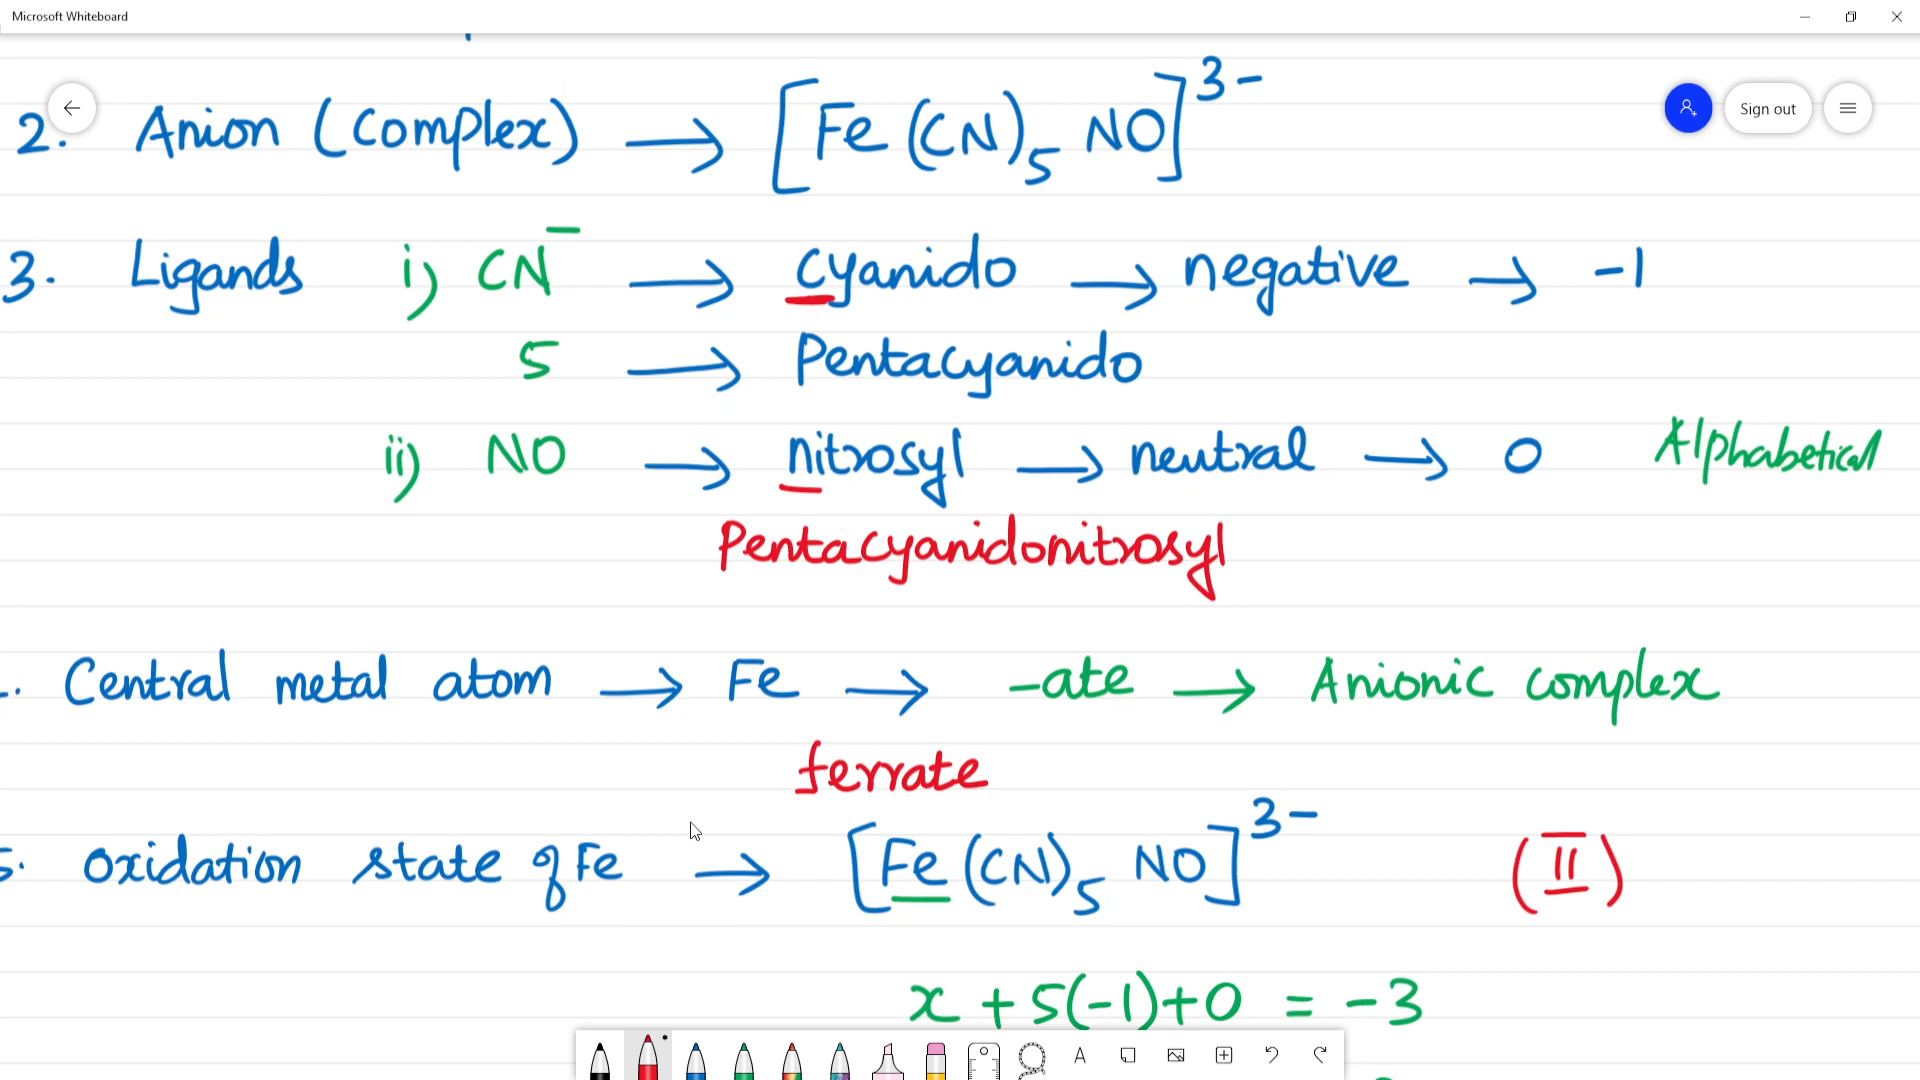 Microsoft Whiteboard
Sign out
2. Anion (Complex) → [Fe(CN)₅ NO]³⁻
3. Ligands i) CN⁻ → Cyanido → negative → -1
5 → Pentacyanido
ii) NO → nitrosyl → neutral → 0 Alphabetical
Pentacyanidonitrosyl
Central metal atom → Fe → -ate → Anionic complex
ferrate
5. Oxidation state of Fe → [Fe(CN)₅ NO]³⁻ (II)
x + 5(-1)+0 = -3